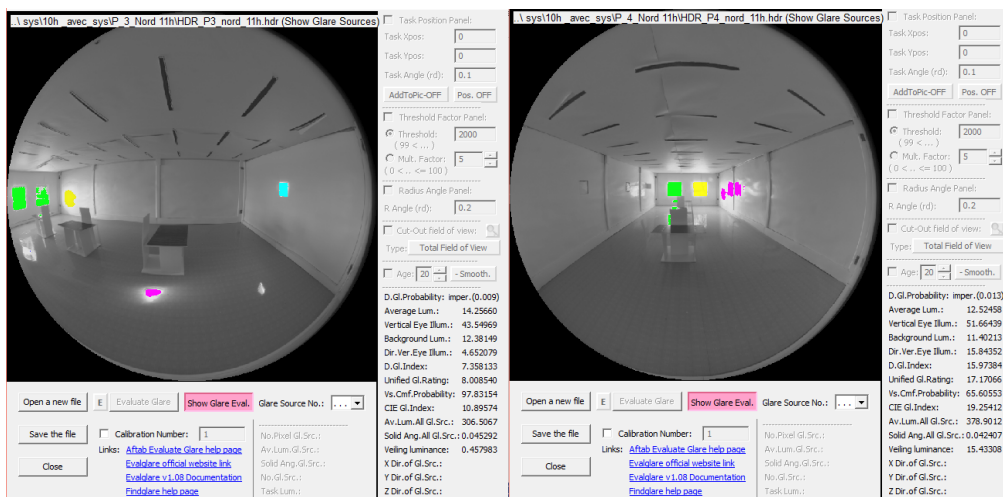 ..\ sys\10h _avec_sys\P_3_Nord 11h\HDR_P3_nord_11h.hdr (Show Glare Sources)
Task Position Panel:
Task Xpos: 0
Task Ypos: 0
Task Angle (rd): 0.1
AddToPic-OFF Pos. OFF
Threshold Factor Panel:
Threshold: 2000
( 99 < ... )
Mult. Factor: 5
( 0 < .. <= 100 )
Radius Angle Panel:
R Angle (rd): 0.2
Cut-Out field of view:
Type: Total Field of View
Age: 20 - Smooth.
D.Gl.Probability: imper.(0.009)
Average Lum.: 14.25660
Vertical Eye Illum.: 43.54969
Background Lum.: 12.38149
Dir.Ver.Eye Illum.: 4.652079
D.Gl.Index: 7.358133
Unified Gl.Rating: 8.008540
Vs.Cmf.Probability: 97.83154
CIE Gl.Index: 10.89574
Av.Lum.All Gl.Src.: 306.5067
Solid Ang.All Gl.Src.: 0.045292
Veiling luminance: 0.457983
X Dir.of Gl.Src.:
Y Dir.of Gl.Src.:
Z Dir.of Gl.Src.:
Open a new file E Evaluate Glare Show Glare Eval. Glare Source No.: ...
Save the file Calibration Number: 1
Close
Links: Aftab Evaluate Glare help page
Evalglare official website link
Evalglare v1.08 Documentation
Findglare help page
No.Pixel Gl.Src.:
Av.Lum.Gl.Src.:
Solid Ang.Gl.Src.:
No.Gl.Src.:
Task Lum.:
..\ sys\10h _avec_sys\P_4_Nord 11h\HDR_P4_nord_11h.hdr (Show Glare Sources)
Task Position Panel:
Task Xpos: 0
Task Ypos: 0
Task Angle (rd): 0.1
AddToPic-OFF Pos. OFF
Threshold Factor Panel:
Threshold: 2000
( 99 < ... )
Mult. Factor: 5
( 0 < .. <= 100 )
Radius Angle Panel:
R Angle (rd): 0.2
Cut-Out field of view:
Type: Total Field of View
Age: 20 - Smooth.
D.Gl.Probability: imper.(0.013)
Average Lum.: 12.52458
Vertical Eye Illum.: 51.66439
Background Lum.: 11.40213
Dir.Ver.Eye Illum.: 15.84352
D.Gl.Index: 15.97384
Unified Gl.Rating: 17.17066
Vs.Cmf.Probability: 65.60553
CIE Gl.Index: 19.25412
Av.Lum.All Gl.Src.: 378.9012
Solid Ang.All Gl.Src.: 0.042407
Veiling luminance: 15.43308
X Dir.of Gl.Src.:
Y Dir.of Gl.Src.:
Z Dir.of Gl.Src.:
Open a new file E Evaluate Glare Show Glare Eval. Glare Source No.: ...
Save the file Calibration Number: 1
Close
Links: Aftab Evaluate Glare help page
Evalglare official website link
Evalglare v1.08 Documentation
Findglare help page
No.Pixel Gl.Src.:
Av.Lum.Gl.Src.:
Solid Ang.Gl.Src.:
No.Gl.Src.:
Task Lum.: